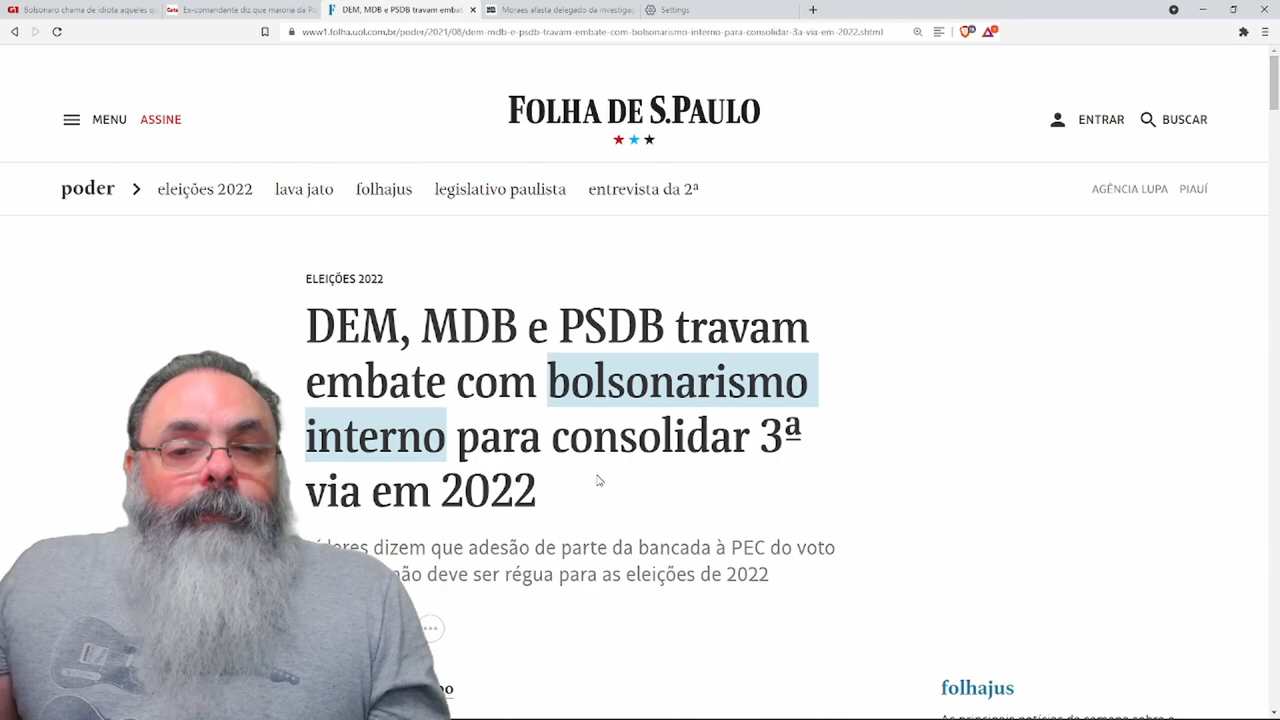 Bolsonaro chama de idiota aqueles q
Ex-comandante diz que maioria da Po
DEM, MDB e PSDB travam embat
Moraes afasta delegado da investigaç
Settings
www1.folha.uol.com.br/poder/2021/08/dem-mdb-e-psdb-travam-embate-com-bolsonarismo-interno-para-consolidar-3a-via-em-2022.shtml
MENU ASSINE
FOLHA DE S.PAULO
ENTRAR BUSCAR
poder eleições 2022 lava jato folhajus legislativo paulista entrevista da 2ª
AGÊNCIA LUPA PIAUÍ
ELEIÇÕES 2022
DEM, MDB e PSDB travam
embate com bolsonarismo
interno para consolidar 3ª
via em 2022
dizem que adesão de parte da bancada à PEC do voto
não deve ser régua para as eleições de 2022
folhajus